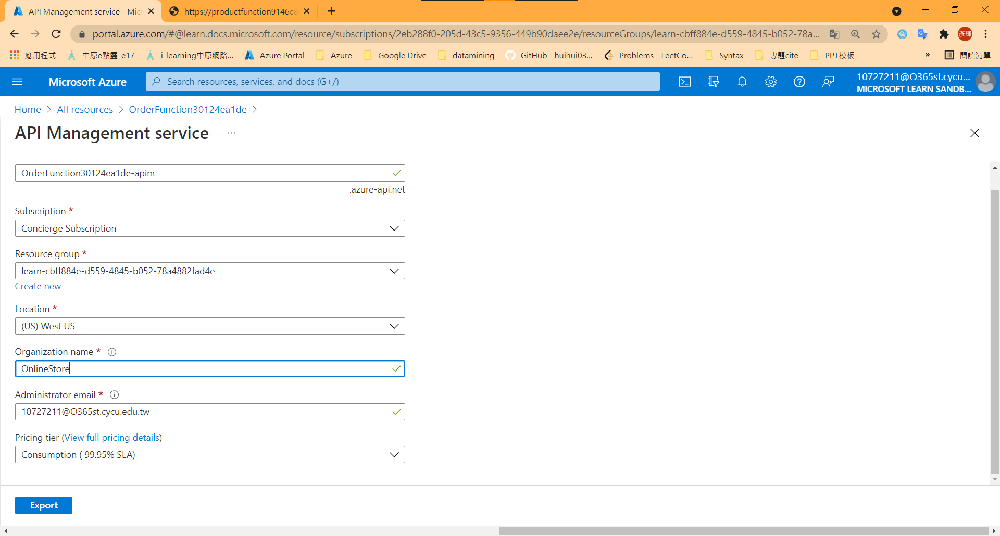 API Management service - Mic
https://productfunction9146e8
portal.azure.com/#@learn.docs.microsoft.com/resource/subscriptions/2eb288f0-205d-43c5-9356-449b90daee2e/resourceGroups/learn-cbff884e-d559-4845-b052-78a...
彥輝
應用程式
中原e點靈_e17
i-learning中原網路...
Azure Portal
Azure
Google Drive
datamining
GitHub - huihui03...
Problems - LeetCo...
Syntax
專題cite
PPT模板
»
閱讀清單
Microsoft Azure
Search resources, services, and docs (G+/)
10727211@O365st.cycu...
MICROSOFT LEARN SANDB...
Home > All resources > OrderFunction30124ea1de >
API Management service ...
OrderFunction30124ea1de-apim
.azure-api.net
Subscription *
Concierge Subscription
Resource group *
learn-cbff884e-d559-4845-b052-78a4882fad4e
Create new
Location *
(US) West US
Organization name *
OnlineStore
Administrator email *
10727211@O365st.cycu.edu.tw
Pricing tier (View full pricing details)
Consumption ( 99.95% SLA)
Export